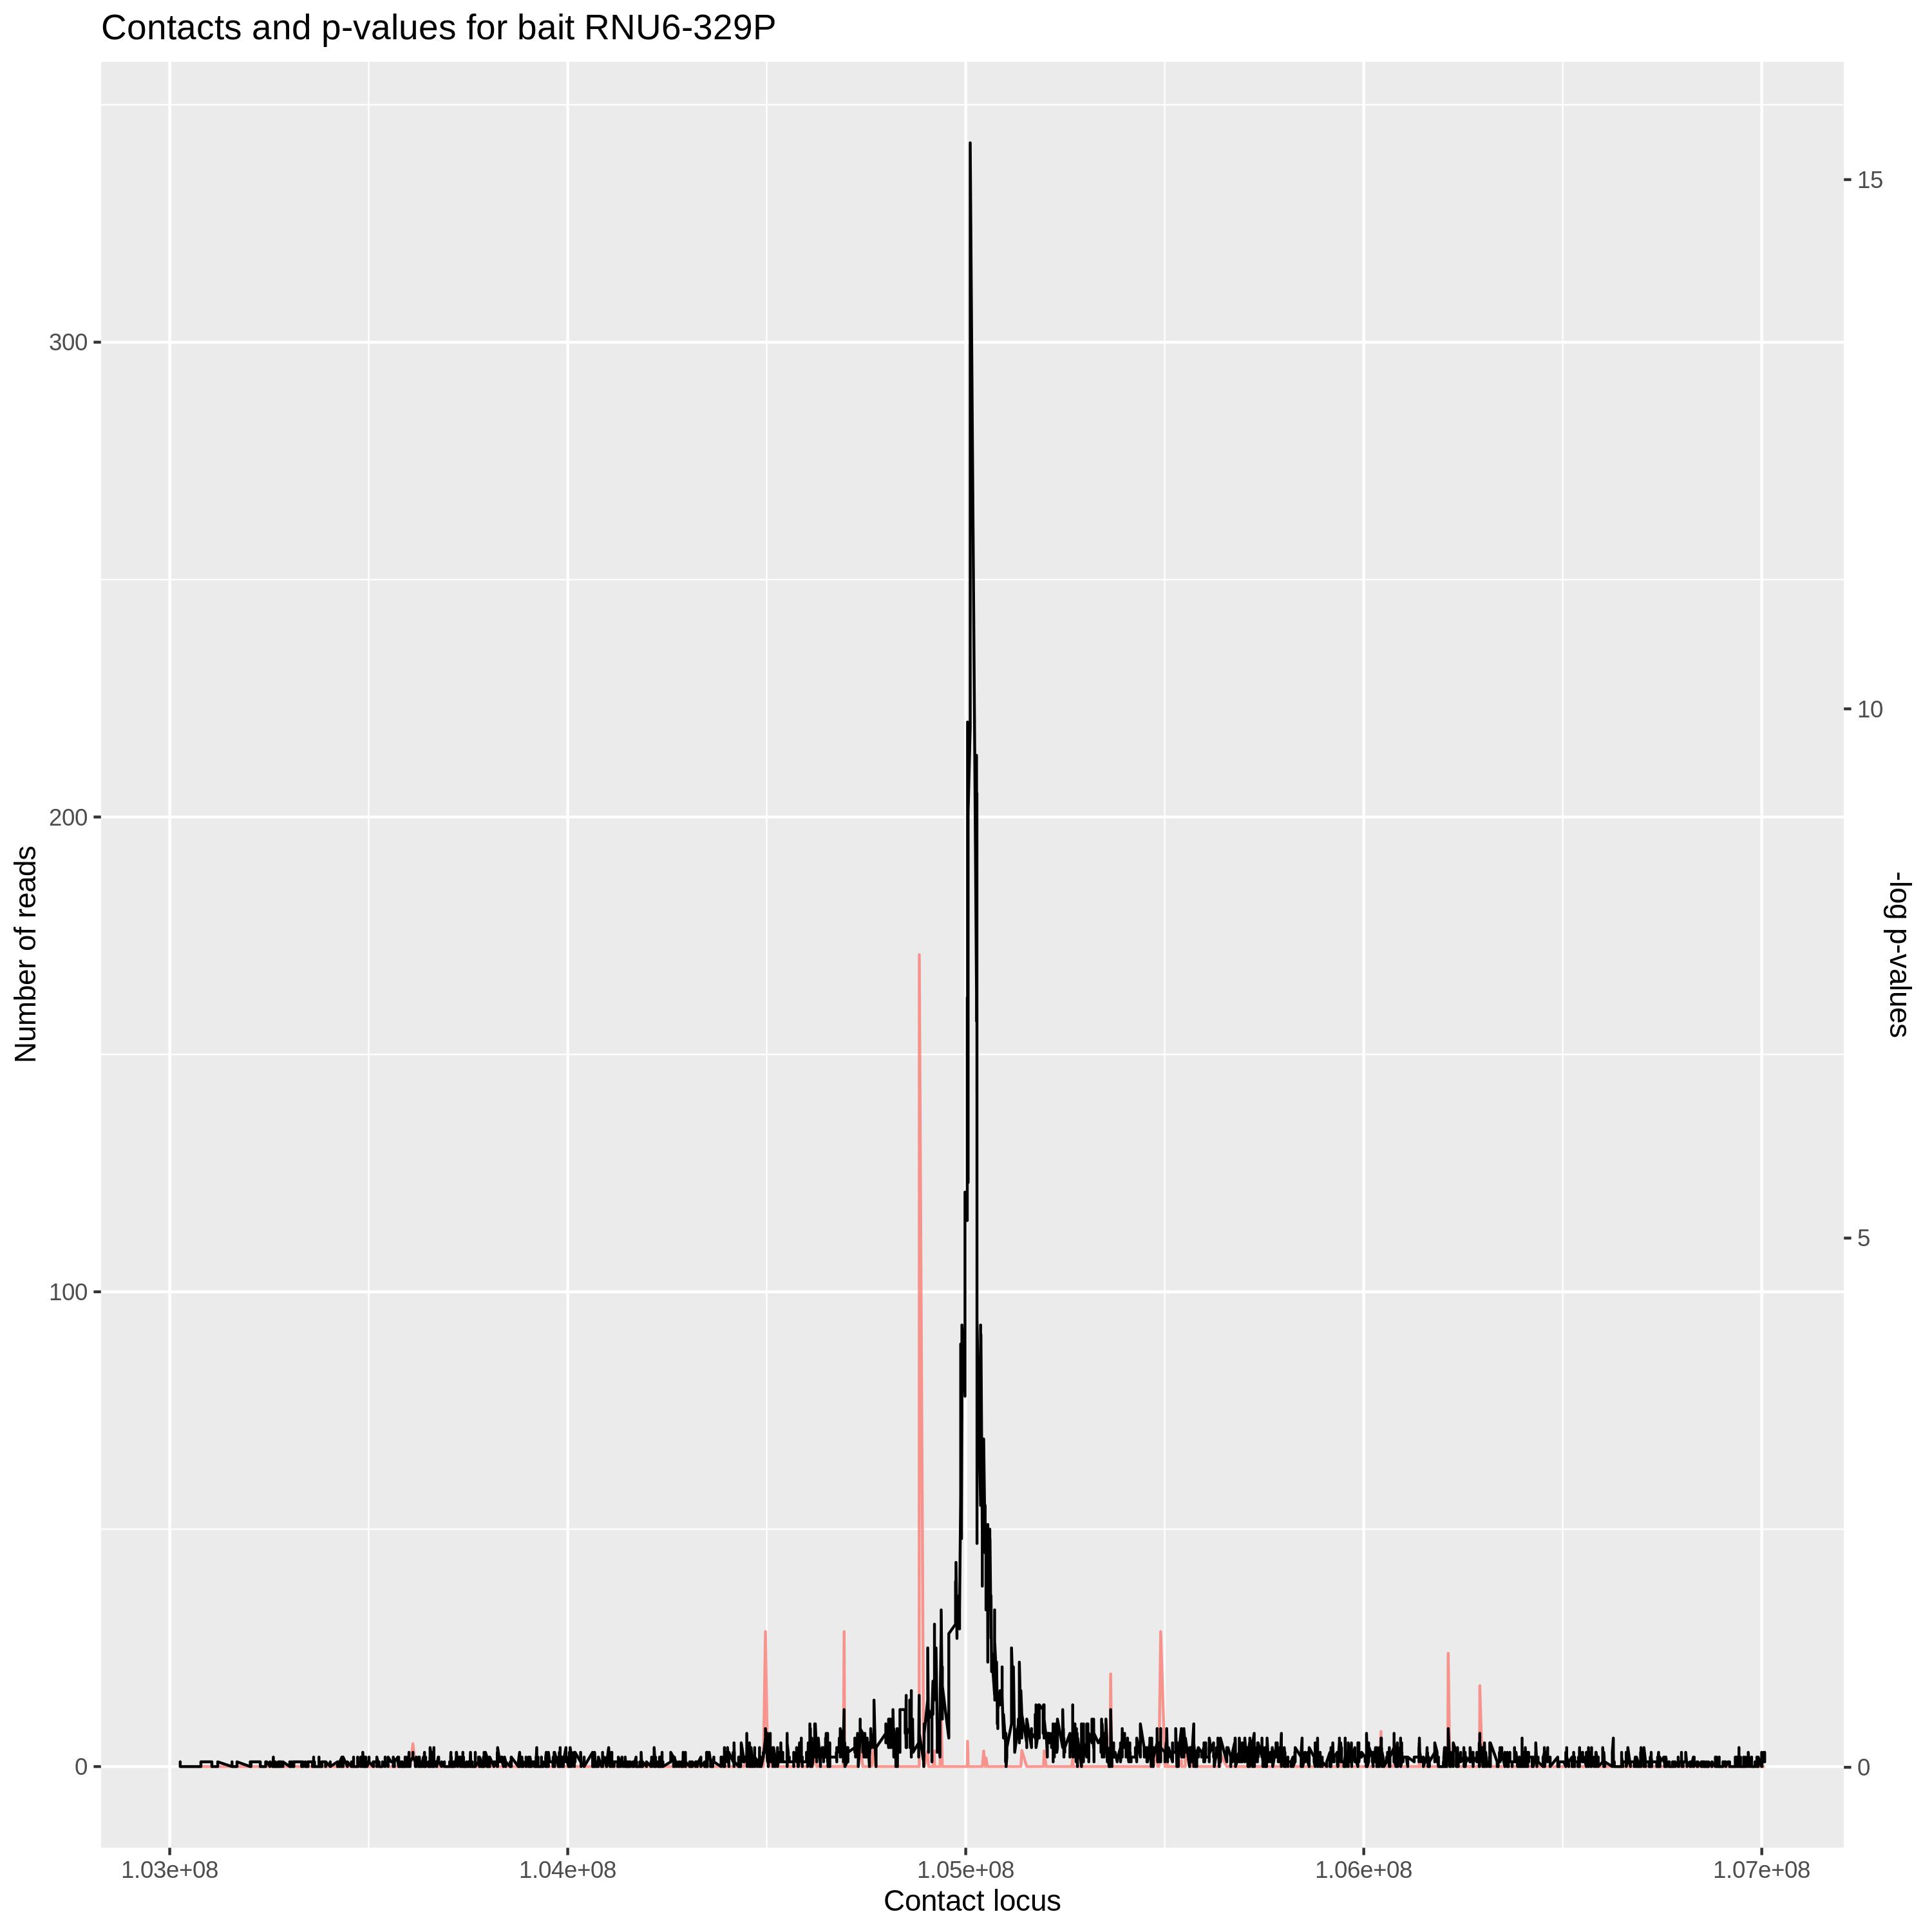 Contacts and p-values for bait RNU6-329P
300
200
100
0
15
10
5
0
1.03e+08
1.04e+08
1.05e+08
1.06e+08
1.07e+08
Contact locus
Number of reads
-log p-values